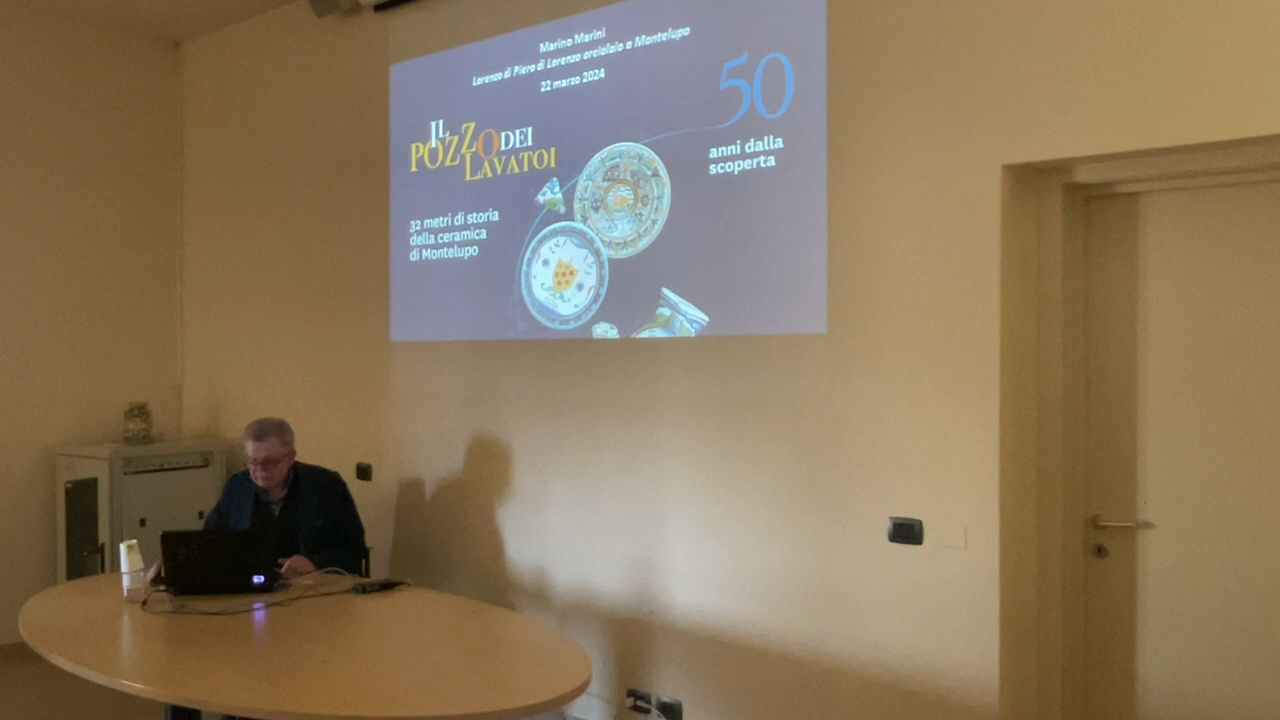 Marino Marini
Lorenzo di Piero di Lorenzo orciolaio a Montelupo
22 marzo 2024
50
anni dalla
scoperta
IL
POZZO DEI
LAVATOI
32 metri di storia
della ceramica
di Montelupo